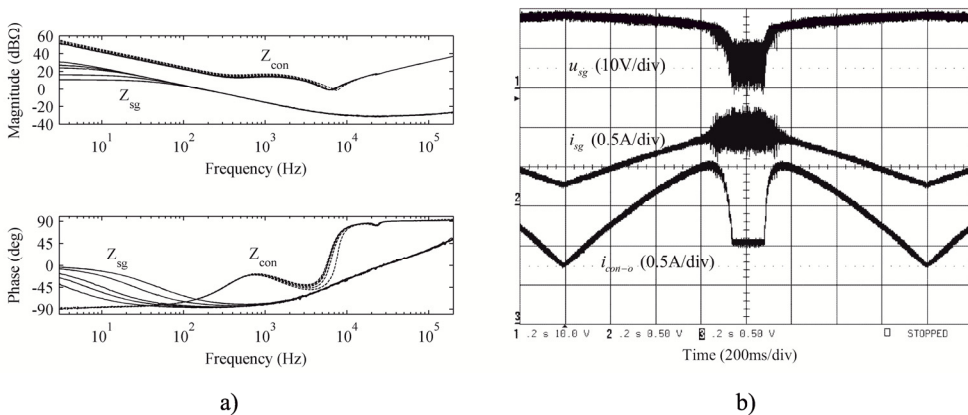 60
40
20
0
-20
-40
Magnitude (dBΩ)
Z_con
Z_sg
10^1
10^2
10^3
10^4
10^5
Frequency (Hz)
90
45
0
-45
-90
Phase (deg)
Z_sg
Z_con
10^1
10^2
10^3
10^4
10^5
Frequency (Hz)
a)
1
u_sg (10V/div)
i_sg (0.5A/div)
2
i_con-o (0.5A/div)
3
1 .2 s 10.0 V 2 .2 s 0.50 V 3 .2 s 0.50 V STOPPED
Time (200ms/div)
b)